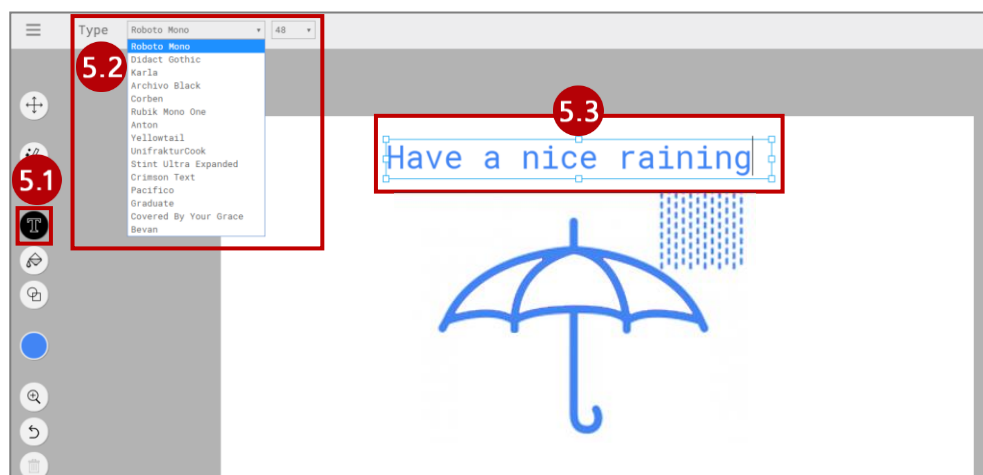 Type Roboto Mono 48
Roboto Mono
5.2
Didact Gothic
Karla
Archivo Black
Corben
Rubik Mono One
Anton
Yellowtail
UnifrakturCook
Stint Ultra Expanded
Crimson Text
Pacifico
Graduate
Covered By Your Grace
Bevan
5.3
Have a nice raining
5.1
T